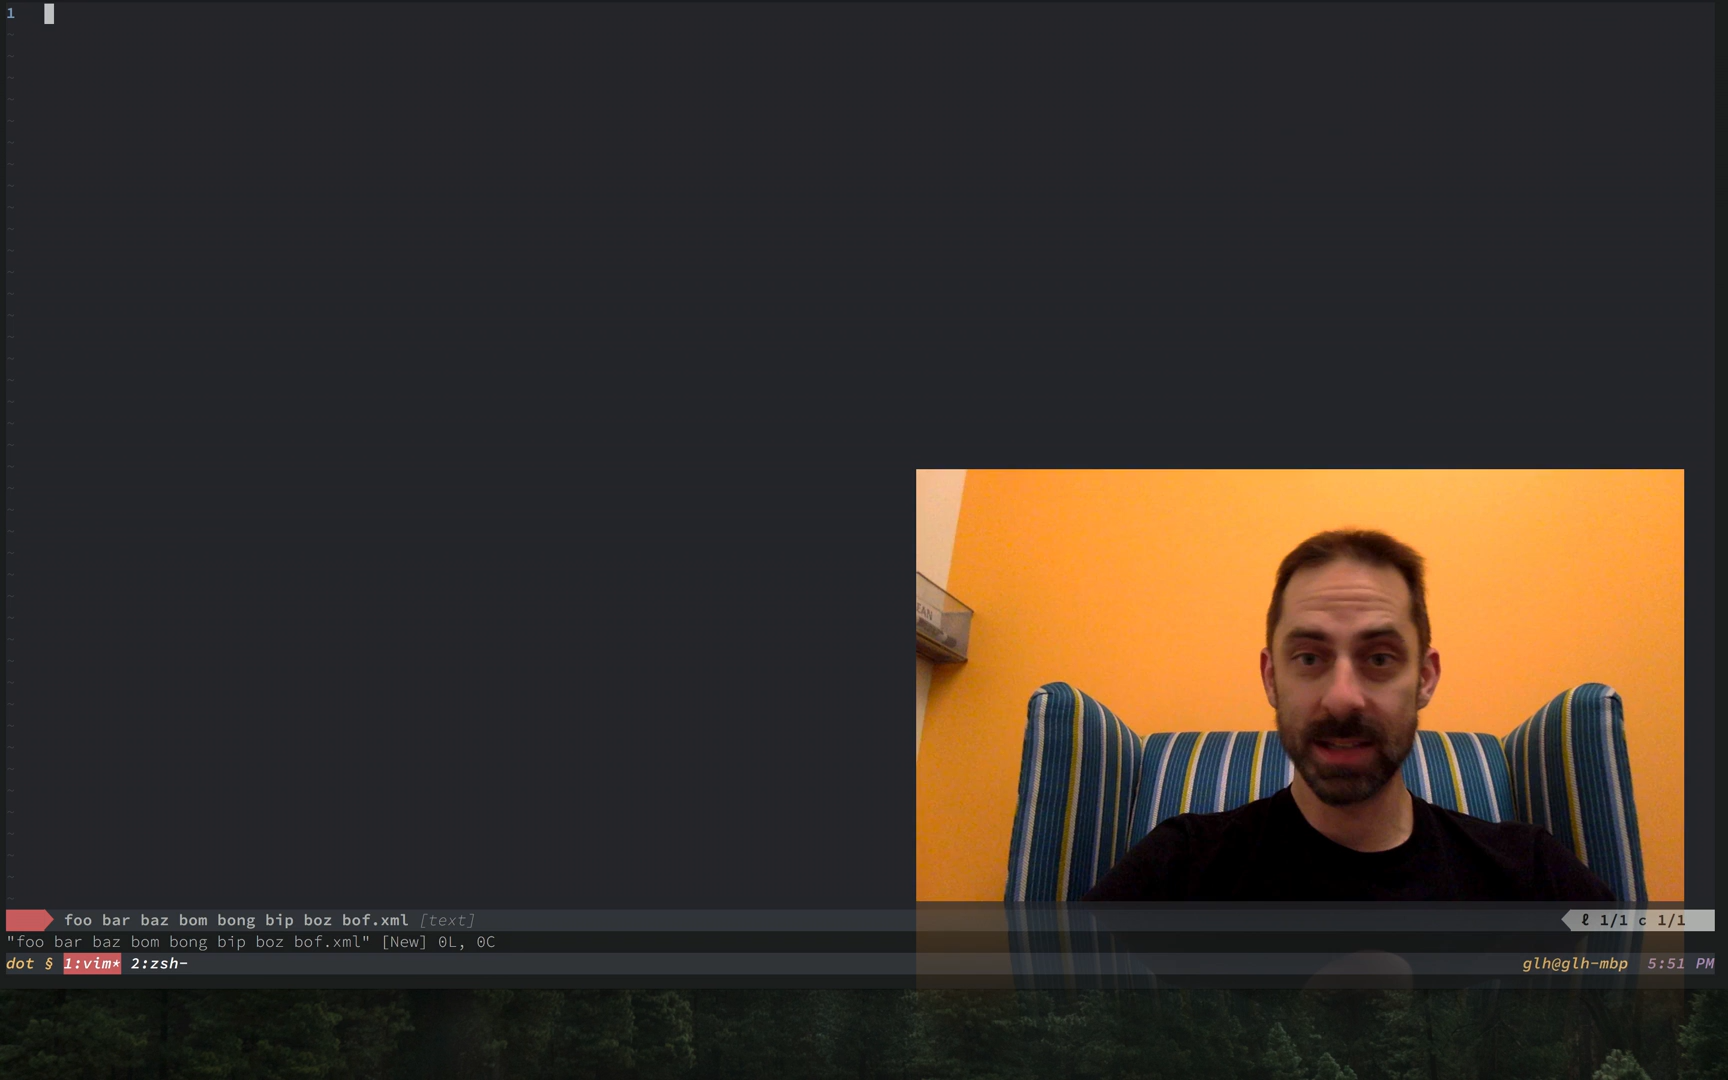 1
foo bar baz bom bong bip boz bof.xml [text]
ℓ 1/1 c 1/1
"foo bar baz bom bong bip boz bof.xml" [New] 0L, 0C
dot § 1:vim* 2:zsh-
glh@glh-mbp 5:51 PM